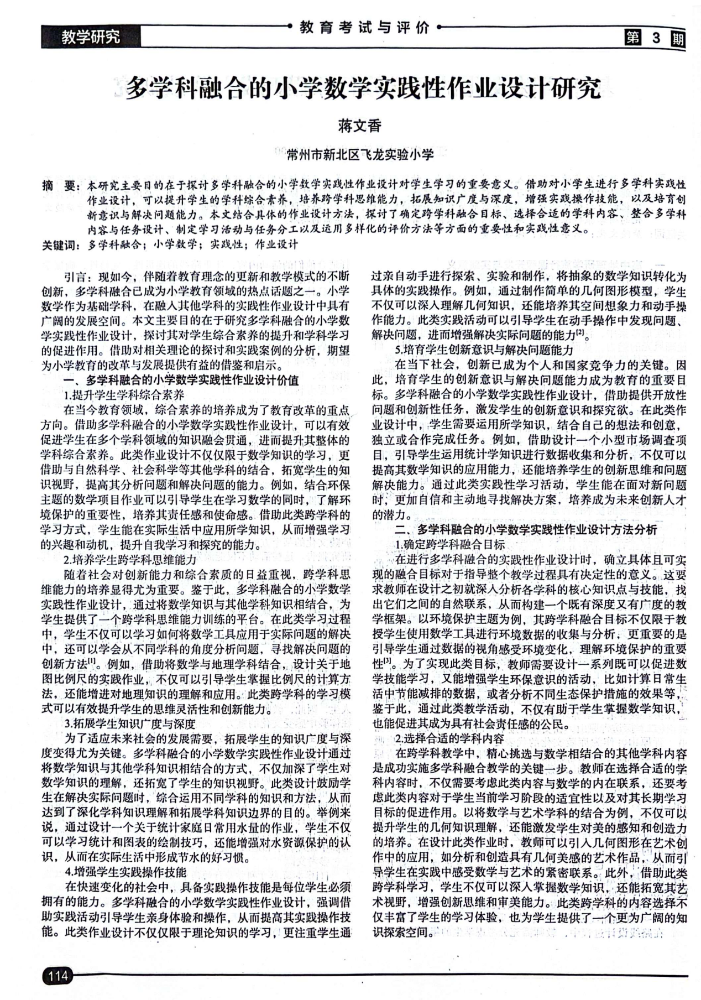 教学研究
教育考试与评价
第 3 期
多学科融合的小学数学实践性作业设计研究
蒋文香
常州市新北区飞龙实验小学
摘 要：本研究主要目的在于探讨多学科融合的小学数学实践性作业设计对学生学习的重要意义。借助对小学生进行多学科实践性
作业设计，可以提升学生的学科综合素养，培养跨学科思维能力，拓展知识广度与深度，增强实践操作技能，以及培育创
新意识与解决问题能力。本文结合具体的作业设计方法，探讨了确定跨学科融合目标、选择合适的学科内容、整合多学科
内容与任务设计、制定学习活动与任务分工以及运用多样化的评价方法等方面的重要性和实践性意义。
关键词：多学科融合；小学数学；实践性；作业设计
引言：现如今，伴随着教育理念的更新和教学模式的不断
创新，多学科融合已成为小学教育领域的热点话题之一。小学
数学作为基础学科，在融入其他学科的实践性作业设计中具有
广阔的发展空间。本文主要目的在于研究多学科融合的小学数
学实践性作业设计，探讨其对学生综合素养的提升和学科学习
的促进作用。借助对相关理论的探讨和实践案例的分析，期望
为小学教育的改革与发展提供有益的借鉴和启示。
一、多学科融合的小学数学实践性作业设计价值
1.提升学生学科综合素养
在当今教育领域，综合素养的培养成为了教育改革的重点
方向。借助多学科融合的小学数学实践性作业设计，可以有效
促进学生在多个学科领域的知识融会贯通，进而提升其整体的
学科综合素养。此类作业设计不仅仅限于数学知识的学习，更
借助与自然科学、社会科学等其他学科的结合，拓宽学生的知
识视野，提高其分析问题和解决问题的能力。例如，结合环保
主题的数学项目作业可以引导学生在学习数学的同时，了解环
境保护的重要性，培养其责任感和使命感。借助此类跨学科的
学习方式，学生能在实际生活中应用所学知识，从而增强学习
的兴趣和动机，提升自我学习和探究的能力。
2.培养学生跨学科思维能力
随着社会对创新能力和综合素质的日益重视，跨学科思
维能力的培养显得尤为重要。鉴于此，多学科融合的小学数学
实践性作业设计，通过将数学知识与其他学科知识相结合，为
学生提供了一个跨学科思维能力训练的平台。在此类学习过程
中，学生不仅可以学习如何将数学工具应用于实际问题的解决
中，还可以学会从不同学科的角度分析问题，寻找解决问题的
创新方法[1]。例如，借助将数学与地理学科结合，设计关于地
图比例尺的实践作业，不仅可以引导学生掌握比例尺的计算方
法，还能增进对地理知识的理解和应用。此类跨学科的学习模
式可以有效提升学生的思维灵活性和创新能力。
3.拓展学生知识广度与深度
为了适应未来社会的发展需要，拓展学生的知识广度与深
度变得尤为关键。多学科融合的小学数学实践性作业设计通过
将数学知识与其他学科知识相结合的方式，不仅加深了学生对
数学知识的理解，还拓宽了学生的知识视野。此类设计鼓励学
生在解决实际问题时，综合运用不同学科的知识和方法，从而
达到了深化学科知识理解和拓展学科知识边界的目的。举例来
说，通过设计一个关于统计家庭日常用水量的作业，学生不仅
可以学习统计和图表的绘制技巧，还能增强对水资源保护的认
识，从而在实际生活中形成节水的好习惯。
4.增强学生实践操作技能
在快速变化的社会中，具备实践操作技能是每位学生必须
拥有的能力。多学科融合的小学数学实践性作业设计，强调借
助实践活动引导学生亲身体验和操作，从而提高其实践操作技
能。此类作业设计不仅仅限于理论知识的学习，更注重学生通
过亲自动手进行探索、实验和制作，将抽象的数学知识转化为
具体的实践操作。例如，通过制作简单的几何图形模型，学生
不仅可以深入理解几何知识，还能培养其空间想象力和动手操
作能力。此类实践活动可以引导学生在动手操作中发现问题、
解决问题，进而增强解决实际问题的能力[2]。
5.培育学生创新意识与解决问题能力
在当下社会，创新已成为个人和国家竞争力的关键。因
此，培育学生的创新意识与解决问题能力成为教育的重要目
标。多学科融合的小学数学实践性作业设计，借助提供开放性
问题和创新性任务，激发学生的创新意识和探究欲。在此类作
业设计中，学生需要运用所学知识，结合自己的想法和创意，
独立或合作完成任务。例如，借助设计一个小型市场调查项
目，引导学生运用统计学知识进行数据收集和分析，不仅可以
提高其数学知识的应用能力，还能培养学生的创新思维和问题
解决能力。通过此类实践性学习活动，学生能在面对新问题
时，更加自信和主动地寻找解决方案，培养成为未来创新人才
的潜力。
二、多学科融合的小学数学实践性作业设计方法分析
1.确定跨学科融合目标
在进行多学科融合的实践性作业设计时，确立具体且可实
现的融合目标对于指导整个教学过程具有决定性的意义。这要
求教师在设计之初就深入分析各学科的核心知识点与技能，找
出它们之间的自然联系，从而构建一个既有深度又有广度的教
学框架。以环境保护主题为例，其跨学科融合目标不仅限于教
授学生使用数学工具进行环境数据的收集与分析，更重要的是
引导学生通过数据的视角感受环境变化，理解环境保护的重要
性[3]。为了实现此类目标，教师需要设计一系列既可以促进数
学技能学习，又能增强学生环保意识的活动，比如计算日常生
活中节能减排的数据，或者分析不同生态保护措施的效果等，
鉴于此，通过此类教学活动，不仅有助于学生掌握数学知识，
也能促进其成为具有社会责任感的公民。
2.选择合适的学科内容
在跨学科教学中，精心挑选与数学相结合的其他学科内容
是成功实施多学科融合教学的关键一步。教师在选择合适的学
科内容时，不仅需要考虑此类内容与数学的内在联系，还要考
虑此类内容对于学生当前学习阶段的适宜性以及对其长期学习
目标的促进作用。以将数学与艺术学科的结合为例，不仅可以
提升学生的几何知识理解，还能激发学生对美的感知和创造力
的培养。在设计此类作业时，教师可以引入几何图形在艺术创
作中的应用，如分析和创造具有几何美感的艺术作品，从而引
导学生在实践中感受数学与艺术的紧密联系。此外，借助此类
跨学科学习，学生不仅可以深入掌握数学知识，还能拓宽其艺
术视野，增强创新思维和审美能力。此类跨学科的内容选择不
仅丰富了学生的学习体验，也为学生提供了一个更为广阔的知
识探索空间。
114